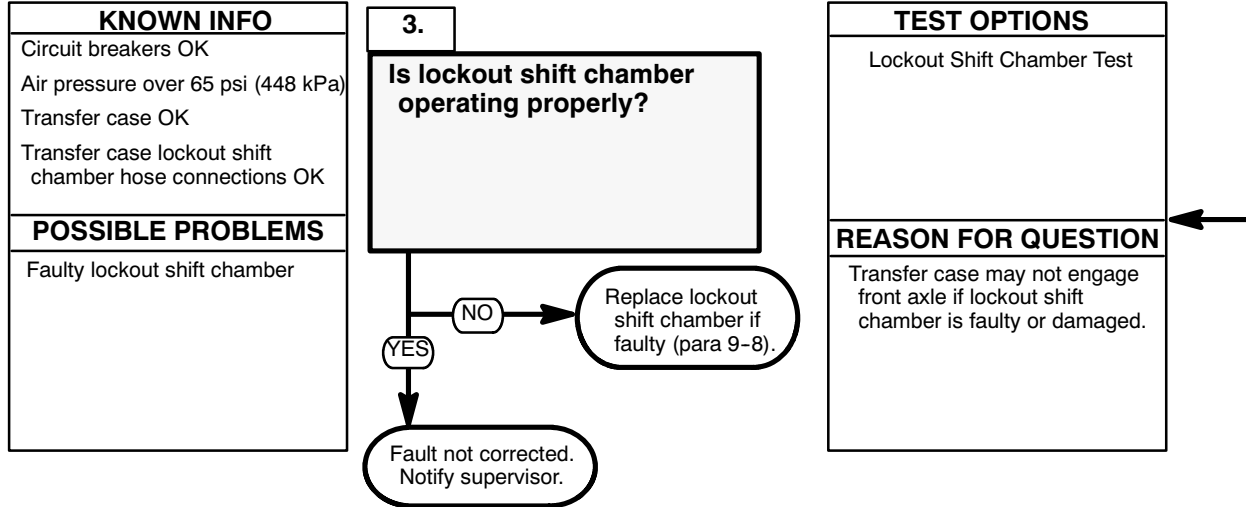 KNOWN INFO
Circuit breakers OK
Air pressure over 65 psi (448 kPa)
Transfer case OK
Transfer case lockout shift
chamber hose connections OK
POSSIBLE PROBLEMS
Faulty lockout shift chamber
3.
Is lockout shift chamber
operating properly?
NO
Replace lockout
shift chamber if
faulty (para 9-8).
YES
Fault not corrected.
Notify supervisor.
TEST OPTIONS
Lockout Shift Chamber Test
REASON FOR QUESTION
Transfer case may not engage
front axle if lockout shift
chamber is faulty or damaged.